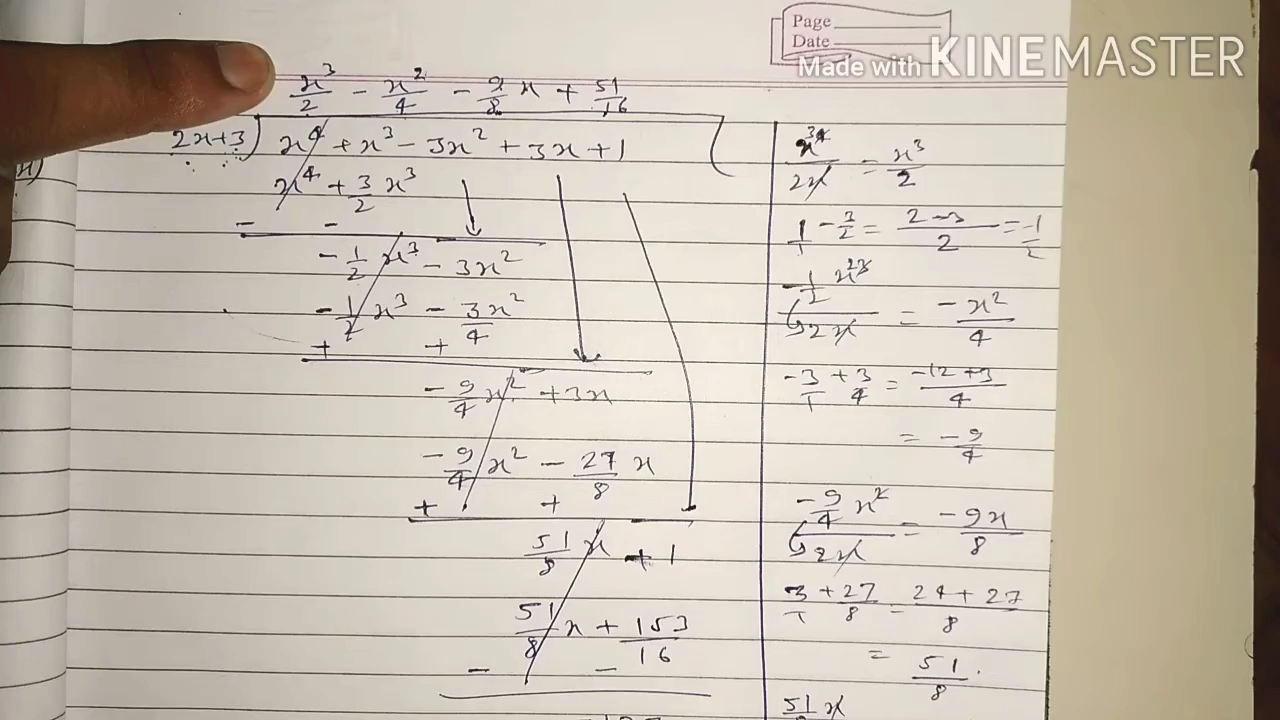 Page
Date
Made with KINEMASTER
x³/2 - x²/4 - 9/8 x + 51/16
2x+3 ) x⁴ + x³ - 3x² + 3x + 1
x⁴ + 3/2 x³
- -
- 1/2 x³ - 3x²
- 1/2 x³ - 3x²/4
+ +
- 9/4 x² + 3x
- 9/4 x² - 27/8 x
+ +
51/8 x + 1
51/8 x + 153/16
- -
x⁴/2x = x³/2
1/1 - 3/2 = 2-3/2 = -1/2
-1/2 x³/2x = -x²/4
-3/1 + 3/4 = -12+3/4
= -9/4
-9/4 x²/2x = -9x/8
3/1 + 27/8 = 24+27/8
= 51/8
51/8 x